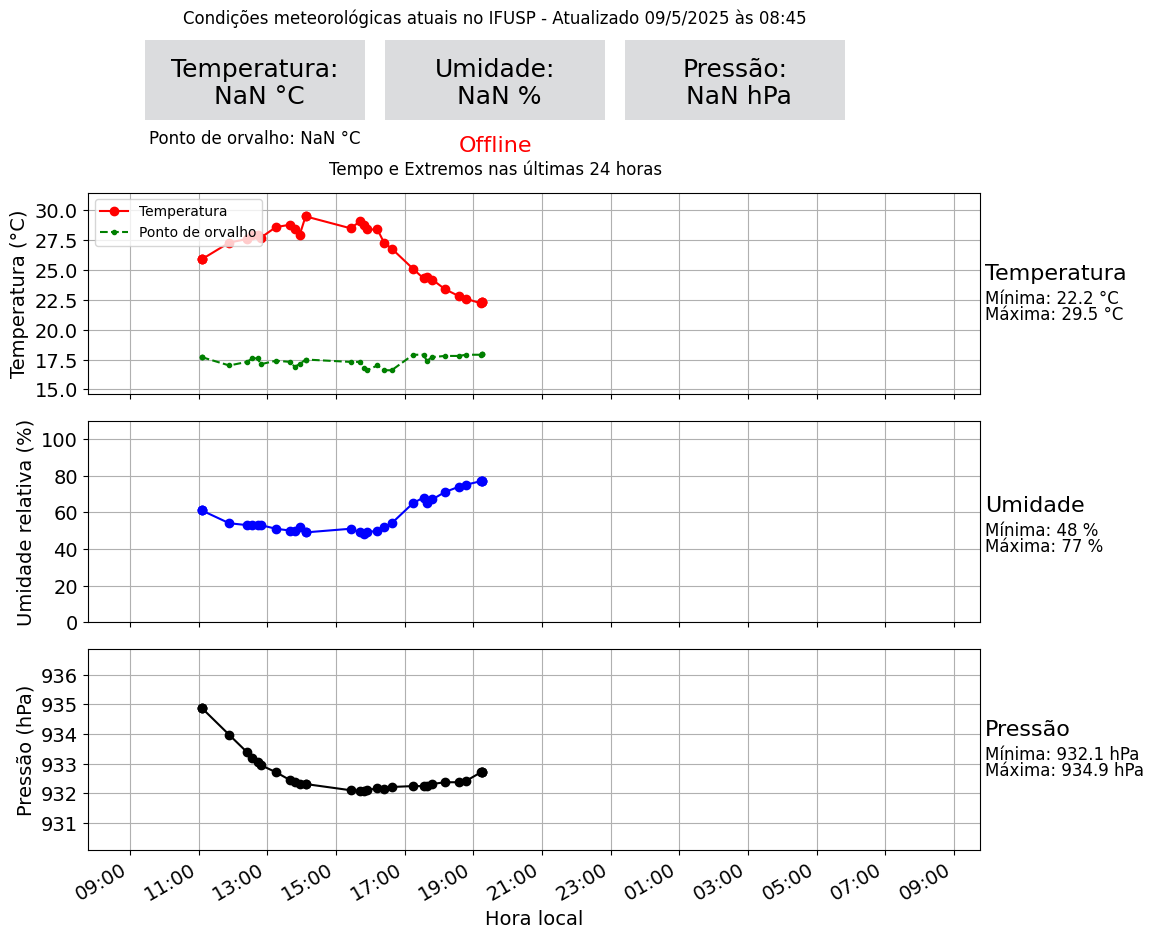 Condições meteorológicas atuais no IFUSP - Atualizado 09/5/2025 às 08:45
Temperatura:
NaN °C
Umidade:
NaN %
Pressão:
NaN hPa
Ponto de orvalho: NaN °C
Offline
Tempo e Extremos nas últimas 24 horas
Temperatura (°C)
30.0
27.5
25.0
22.5
20.0
17.5
15.0
Temperatura
Ponto de orvalho
Temperatura
Mínima: 22.2 °C
Máxima: 29.5 °C
Umidade relativa (%)
100
80
60
40
20
0
Umidade
Mínima: 48 %
Máxima: 77 %
Pressão (hPa)
936
935
934
933
932
931
Pressão
Mínima: 932.1 hPa
Máxima: 934.9 hPa
09:00
11:00
13:00
15:00
17:00
19:00
21:00
23:00
01:00
03:00
05:00
07:00
09:00
Hora local